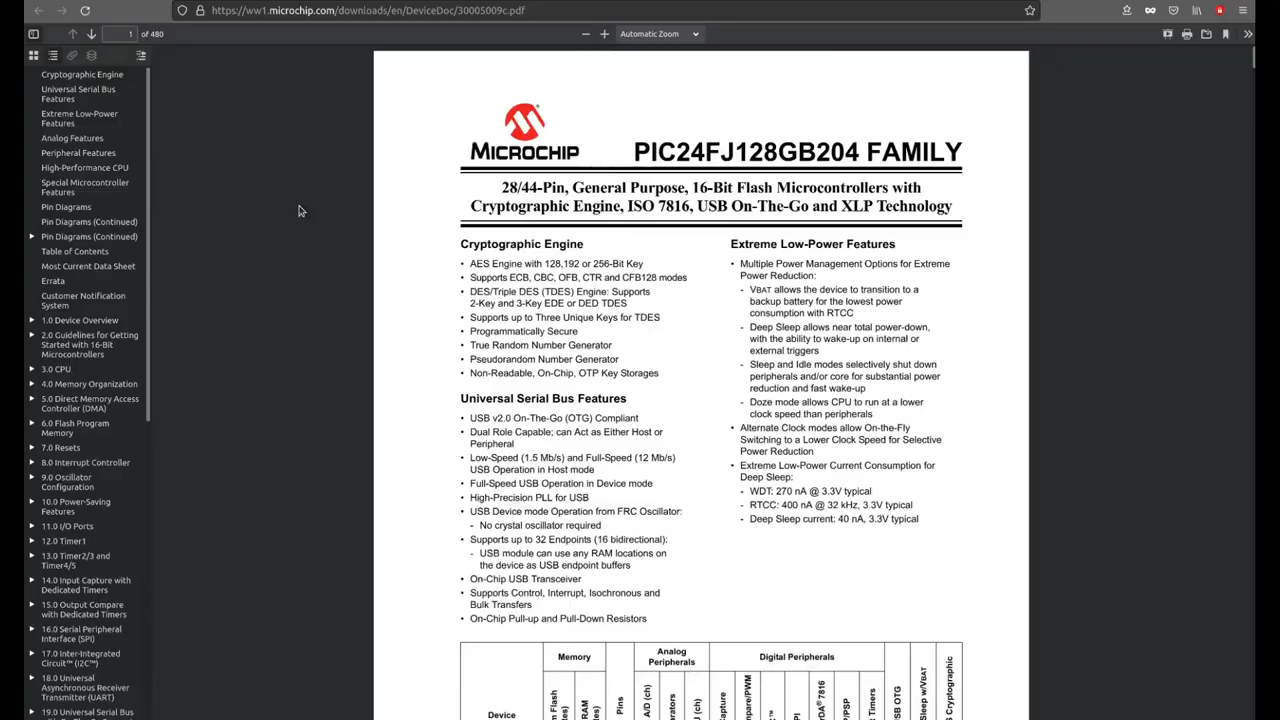 https://ww1.microchip.com/downloads/en/DeviceDoc/30005009c.pdf
1 of 480
Automatic Zoom
Cryptographic Engine
Universal Serial Bus
Features
Extreme Low-Power
Features
Analog Features
Peripheral Features
High-Performance CPU
Special Microcontroller
Features
Pin Diagrams
Pin Diagrams (Continued)
Pin Diagrams (Continued)
Table of Contents
Most Current Data Sheet
Errata
Customer Notification
System
1.0 Device Overview
2.0 Guidelines for Getting
Started with 16-Bit
Microcontrollers
3.0 CPU
4.0 Memory Organization
5.0 Direct Memory Access
Controller (DMA)
6.0 Flash Program
Memory
7.0 Resets
8.0 Interrupt Controller
9.0 Oscillator
Configuration
10.0 Power-Saving
Features
11.0 I/O Ports
12.0 Timer1
13.0 Timer2/3 and
Timer4/5
14.0 Input Capture with
Dedicated Timers
15.0 Output Compare
with Dedicated Timers
16.0 Serial Peripheral
Interface (SPI)
17.0 Inter-Integrated
Circuit™ (I2C™)
18.0 Universal
Asynchronous Receiver
Transmitter (UART)
19.0 Universal Serial Bus
MICROCHIP
PIC24FJ128GB204 FAMILY
28/44-Pin, General Purpose, 16-Bit Flash Microcontrollers with
Cryptographic Engine, ISO 7816, USB On-The-Go and XLP Technology
Cryptographic Engine
• AES Engine with 128,192 or 256-Bit Key
• Supports ECB, CBC, OFB, CTR and CFB128 modes
• DES/Triple DES (TDES) Engine: Supports
2-Key and 3-Key EDE or DED TDES
• Supports up to Three Unique Keys for TDES
• Programmatically Secure
• True Random Number Generator
• Pseudorandom Number Generator
• Non-Readable, On-Chip, OTP Key Storages
Universal Serial Bus Features
• USB v2.0 On-The-Go (OTG) Compliant
• Dual Role Capable; can Act as Either Host or
Peripheral
• Low-Speed (1.5 Mb/s) and Full-Speed (12 Mb/s)
USB Operation in Host mode
• Full-Speed USB Operation in Device mode
• High-Precision PLL for USB
• USB Device mode Operation from FRC Oscillator:
- No crystal oscillator required
• Supports up to 32 Endpoints (16 bidirectional):
- USB module can use any RAM locations on
the device as USB endpoint buffers
• On-Chip USB Transceiver
• Supports Control, Interrupt, Isochronous and
Bulk Transfers
• On-Chip Pull-up and Pull-Down Resistors
Extreme Low-Power Features
• Multiple Power Management Options for Extreme
Power Reduction:
- VBAT allows the device to transition to a
backup battery for the lowest power
consumption with RTCC
- Deep Sleep allows near total power-down,
with the ability to wake-up on internal or
external triggers
- Sleep and Idle modes selectively shut down
peripherals and/or core for substantial power
reduction and fast wake-up
- Doze mode allows CPU to run at a lower
clock speed than peripherals
• Alternate Clock modes allow On-the-Fly
Switching to a Lower Clock Speed for Selective
Power Reduction
• Extreme Low-Power Current Consumption for
Deep Sleep:
- WDT: 270 nA @ 3.3V typical
- RTCC: 400 nA @ 32 kHz, 3.3V typical
- Deep Sleep current: 40 nA, 3.3V typical
Memory
Analog
Peripherals
Digital Peripherals
Device
Pins